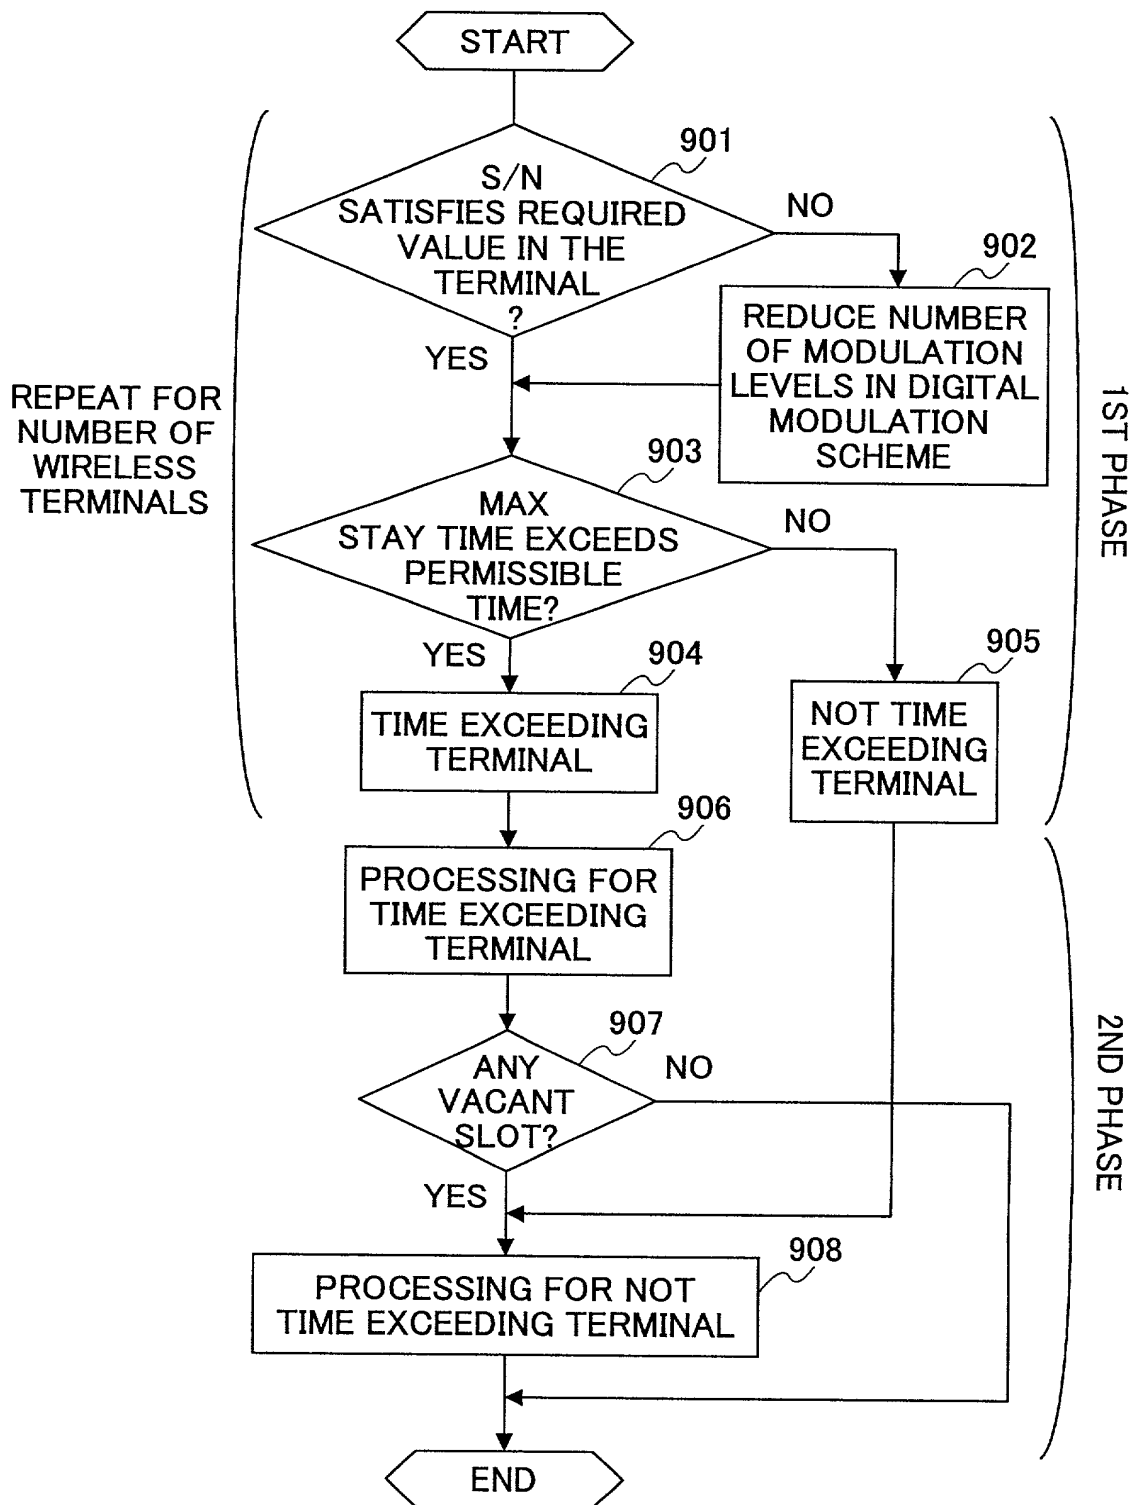 START
901
S/N
SATISFIES REQUIRED
VALUE IN THE
TERMINAL
?
NO
YES
902
REDUCE NUMBER
OF MODULATION
LEVELS IN DIGITAL
MODULATION
SCHEME
REPEAT FOR
NUMBER OF
WIRELESS
TERMINALS
1ST PHASE
903
MAX
STAY TIME EXCEEDS
PERMISSIBLE
TIME?
NO
YES
904
TIME EXCEEDING
TERMINAL
905
NOT TIME
EXCEEDING
TERMINAL
906
PROCESSING FOR
TIME EXCEEDING
TERMINAL
907
ANY
VACANT
SLOT?
NO
YES
2ND PHASE
908
PROCESSING FOR NOT
TIME EXCEEDING TERMINAL
END